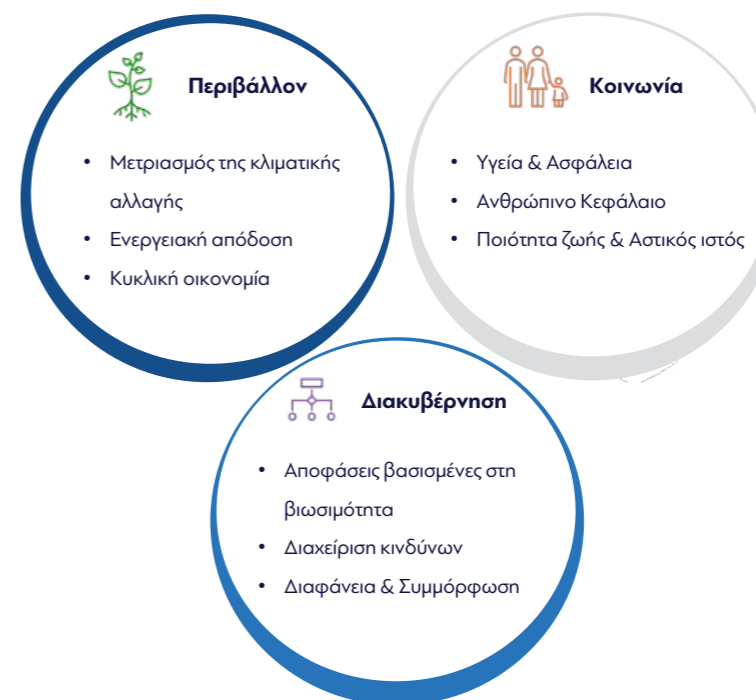 Περιβάλλον
• Μετριασμός της κλιματικής
αλλαγής
• Ενεργειακή απόδοση
• Κυκλική οικονομία
Κοινωνία
• Υγεία & Ασφάλεια
• Ανθρώπινο Κεφάλαιο
• Ποιότητα ζωής & Αστικός ιστός
Διακυβέρνηση
• Αποφάσεις βασισμένες στη
βιωσιμότητα
• Διαχείριση κινδύνων
• Διαφάνεια & Συμμόρφωση